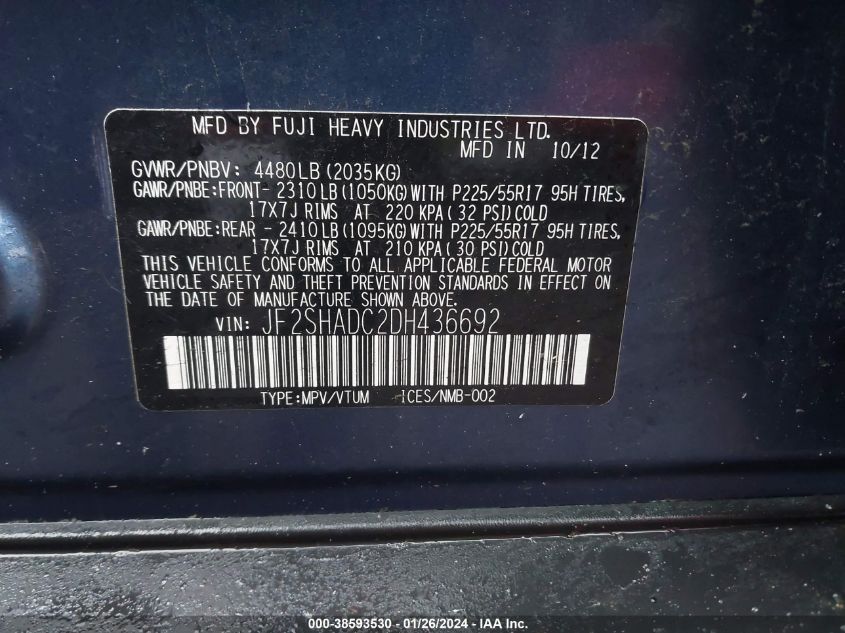 MFD BY FUJI HEAVY INDUSTRIES LTD.
MFD IN 10/12
GVWR/PNBV: 4480LB(2035KG)
GAWR/PNBE:FRONT- 2310LB(1050KG)WITH P225/55R17 95H TIRES,
17X7J RIMS AT 220 KPA(32 PSI)COLD
GAWR/PNBE:REAR - 2410LB(1095KG)WITH P225/55R17 95H TIRES,
17X7J RIMS AT 210 KPA(30 PSI)COLD
THIS VEHICLE CONFORMS TO ALL APPLICABLE FEDERAL MOTOR
VEHICLE SAFETY AND THEFT PREVENTION STANDARDS IN EFFECT ON
THE DATE OF MANUFACTURE SHOWN ABOVE.
VIN: JF2SHADC2DH436692
TYPE:MPV/VTUM ICES/NMB-002
000-38593530 - 01/26/2024 - © IAA Inc.